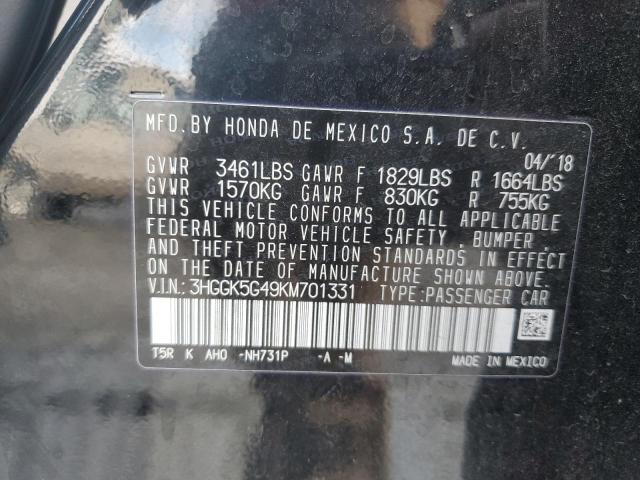 MFD.BY HONDA DE MEXICO S.A. DE C.V.
04/'18
GVWR 3461LBS GAWR F 1829LBS R 1664LBS
GVWR 1570KG GAWR F 830KG R 755KG
THIS VEHICLE CONFORMS TO ALL APPLICABLE
FEDERAL MOTOR VEHICLE SAFETY, BUMPER,
AND THEFT PREVENTION STANDARDS IN EFFECT
ON THE DATE OF MANUFACTURE SHOWN ABOVE.
V.I.N.: 3HGGK5G49KM701331 TYPE:PASSENGER CAR
T5R K AH0 -NH731P -A -M MADE IN MEXICO